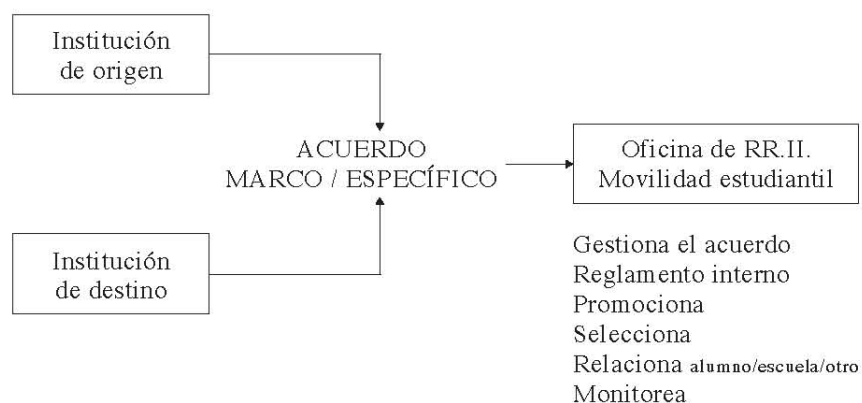 Institución
de origen
ACUERDO
MARCO / ESPECÍFICO
Oficina de RR.II.
Movilidad estudiantil
Institución
de destino
Gestiona el acuerdo
Reglamento interno
Promociona
Selecciona
Relaciona alumno/escuela/otro
Monitorea